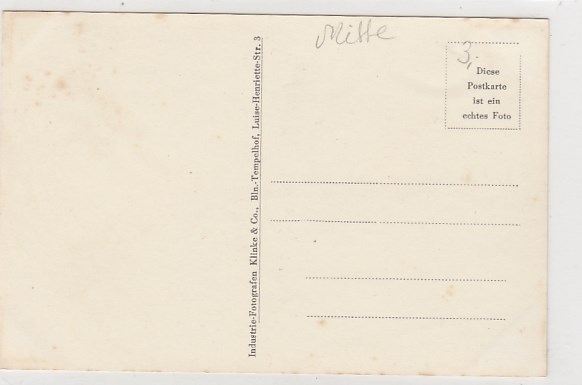 Mitte
3,
Diese
Postkarte
ist ein
echtes Foto
Industrie-Fotografen Klinke & Co., Bln.-Tempelhof, Luise-Henriette-Str. 3